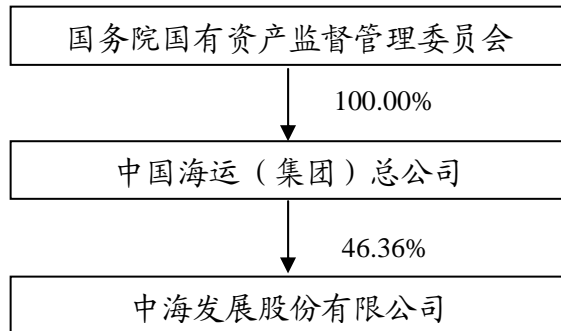 国务院国有资产监督管理委员会
100.00%
中国海运（集团）总公司
46.36%
中海发展股份有限公司